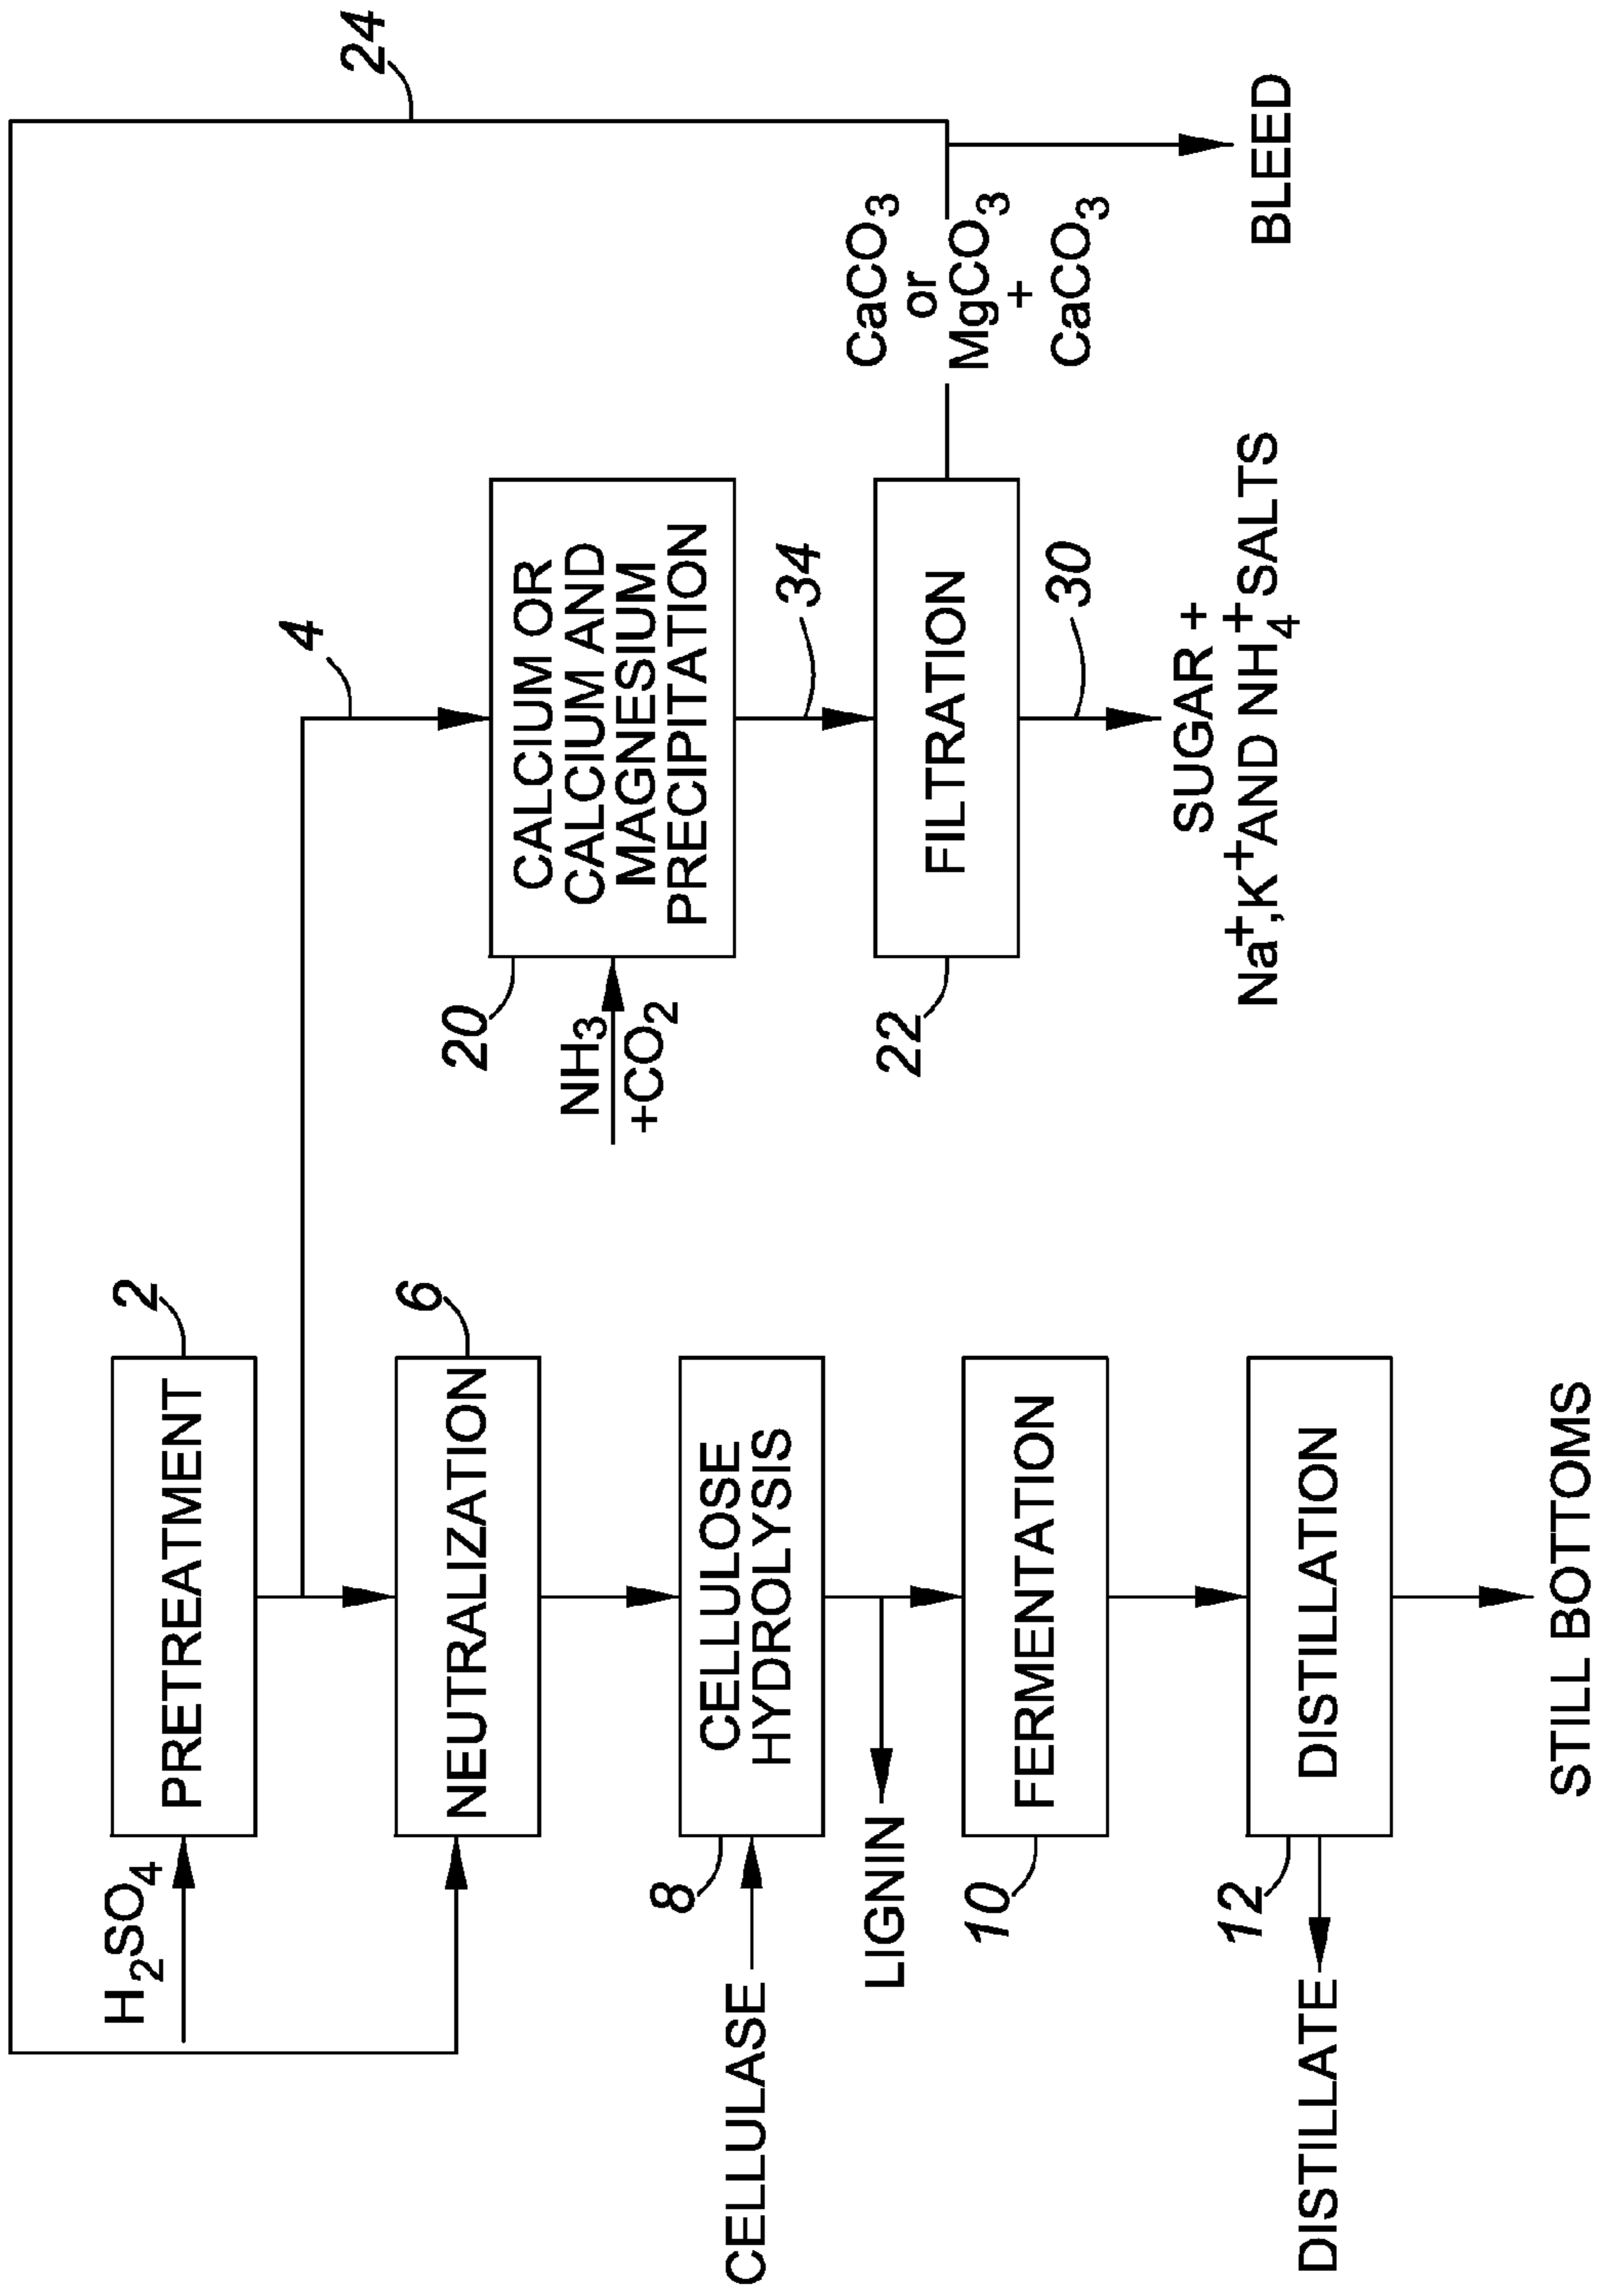 H2SO4
PRETREATMENT
2
4
24
NEUTRALIZATION
6
20
NH3
+CO2
CALCIUM OR
CALCIUM AND
MAGNESIUM
PRECIPITATION
34
CELLULASE
8
CELLULOSE
HYDROLYSIS
LIGNIN
22
FILTRATION
CaCO3
or
MgCO3
+
CaCO3
30
10
FERMENTATION
SUGAR +
Na+,K+AND NH4+SALTS
BLEED
12
DISTILLATION
DISTILLATE
STILL BOTTOMS